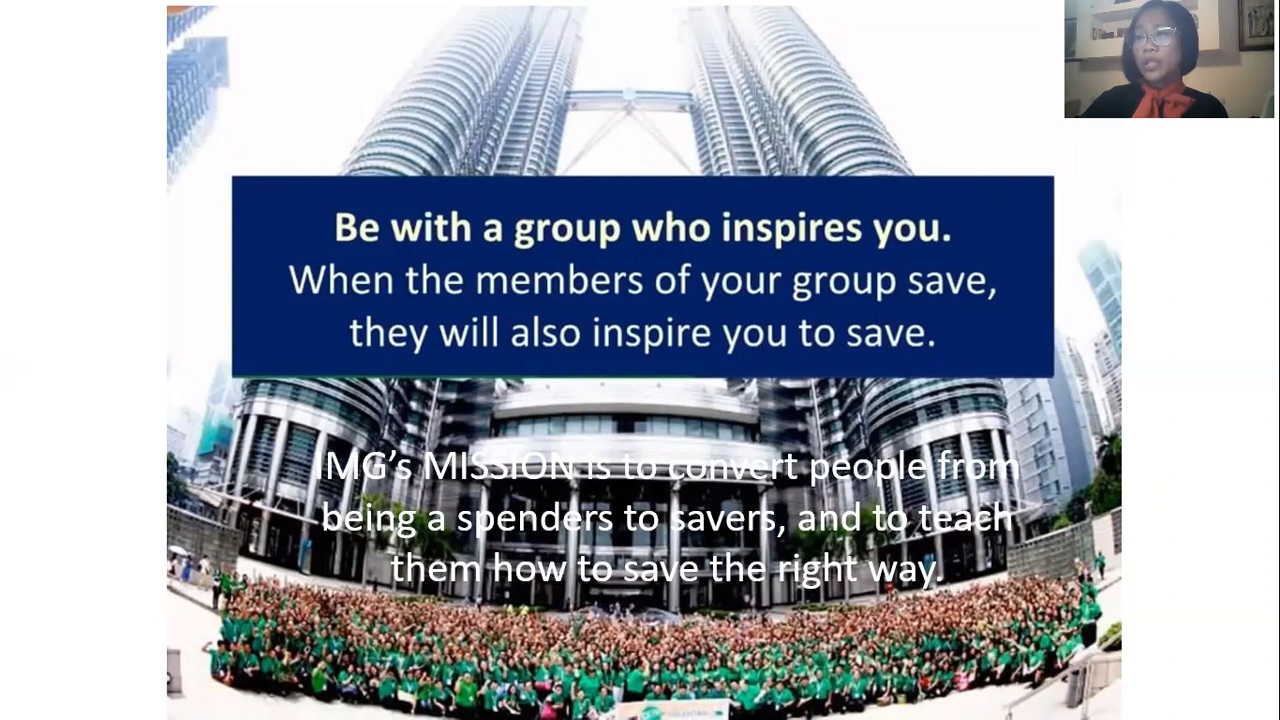 Be with a group who inspires you.
When the members of your group save,
they will also inspire you to save.
IMG’s MISSION is to convert people from
being a spenders to savers, and to teach
them how to save the right way.